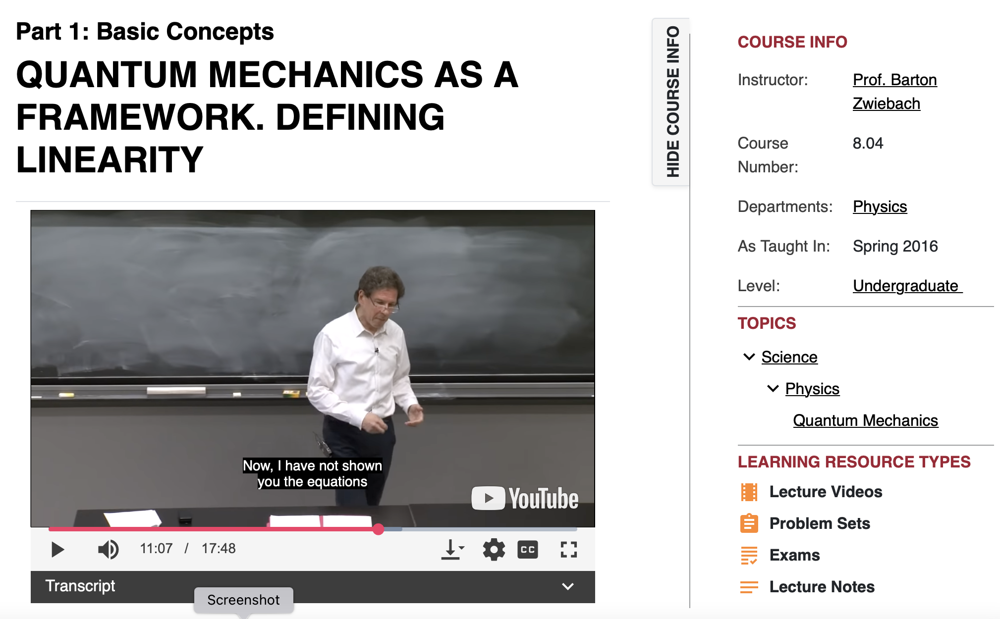 Part 1: Basic Concepts
QUANTUM MECHANICS AS A
FRAMEWORK. DEFINING
LINEARITY
Now, I have not shown
you the equations
YouTube
11:07 / 17:48
CC
Transcript
Screenshot
HIDE COURSE INFO
COURSE INFO
Instructor: Prof. Barton
Zwiebach
Course 8.04
Number:
Departments: Physics
As Taught In: Spring 2016
Level: Undergraduate
TOPICS
Science
Physics
Quantum Mechanics
LEARNING RESOURCE TYPES
Lecture Videos
Problem Sets
Exams
Lecture Notes